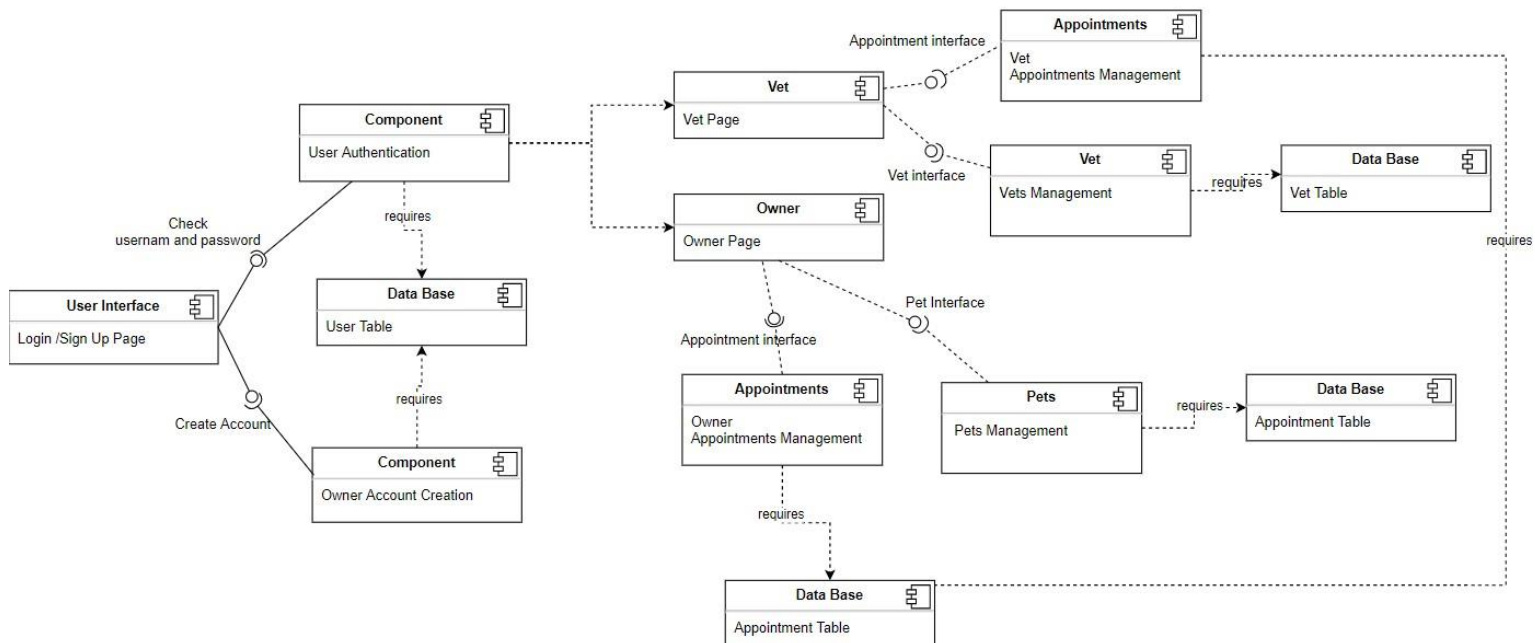 Appointments
Vet
Appointments Management
Appointment interface
Vet
Vet Page
Component
User Authentication
Vet
Vets Management
Vet interface
requires
Data Base
Vet Table
requires
Owner
Owner Page
requires
Check
usernam and password
User Interface
Login /Sign Up Page
Data Base
User Table
Pet Interface
Appointment interface
requires
Create Account
Appointments
Owner
Appointments Management
Pets
Pets Management
requires
Data Base
Appointment Table
Component
Owner Account Creation
requires
Data Base
Appointment Table